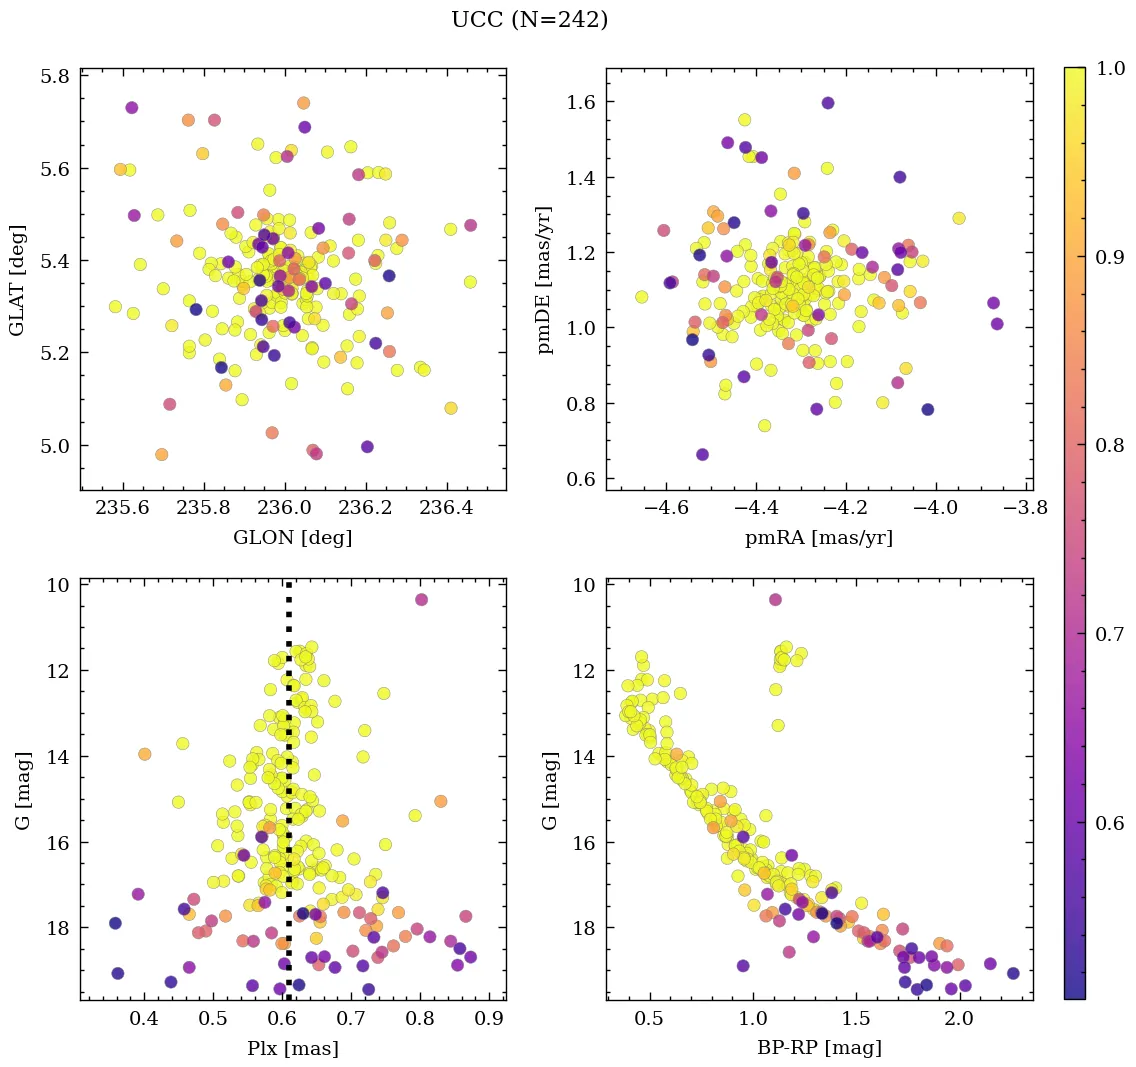 UCC (N=242)
5.8
5.6
5.4
5.2
5.0
GLAT [deg]
235.6 235.8 236.0 236.2 236.4
GLON [deg]
1.6
1.4
1.2
1.0
0.8
0.6
pmDE [mas/yr]
−4.6 −4.4 −4.2 −4.0 −3.8
pmRA [mas/yr]
10
12
14
16
18
G [mag]
0.4 0.5 0.6 0.7 0.8 0.9
Plx [mas]
10
12
14
16
18
G [mag]
0.5 1.0 1.5 2.0
BP-RP [mag]
1.0
0.9
0.8
0.7
0.6